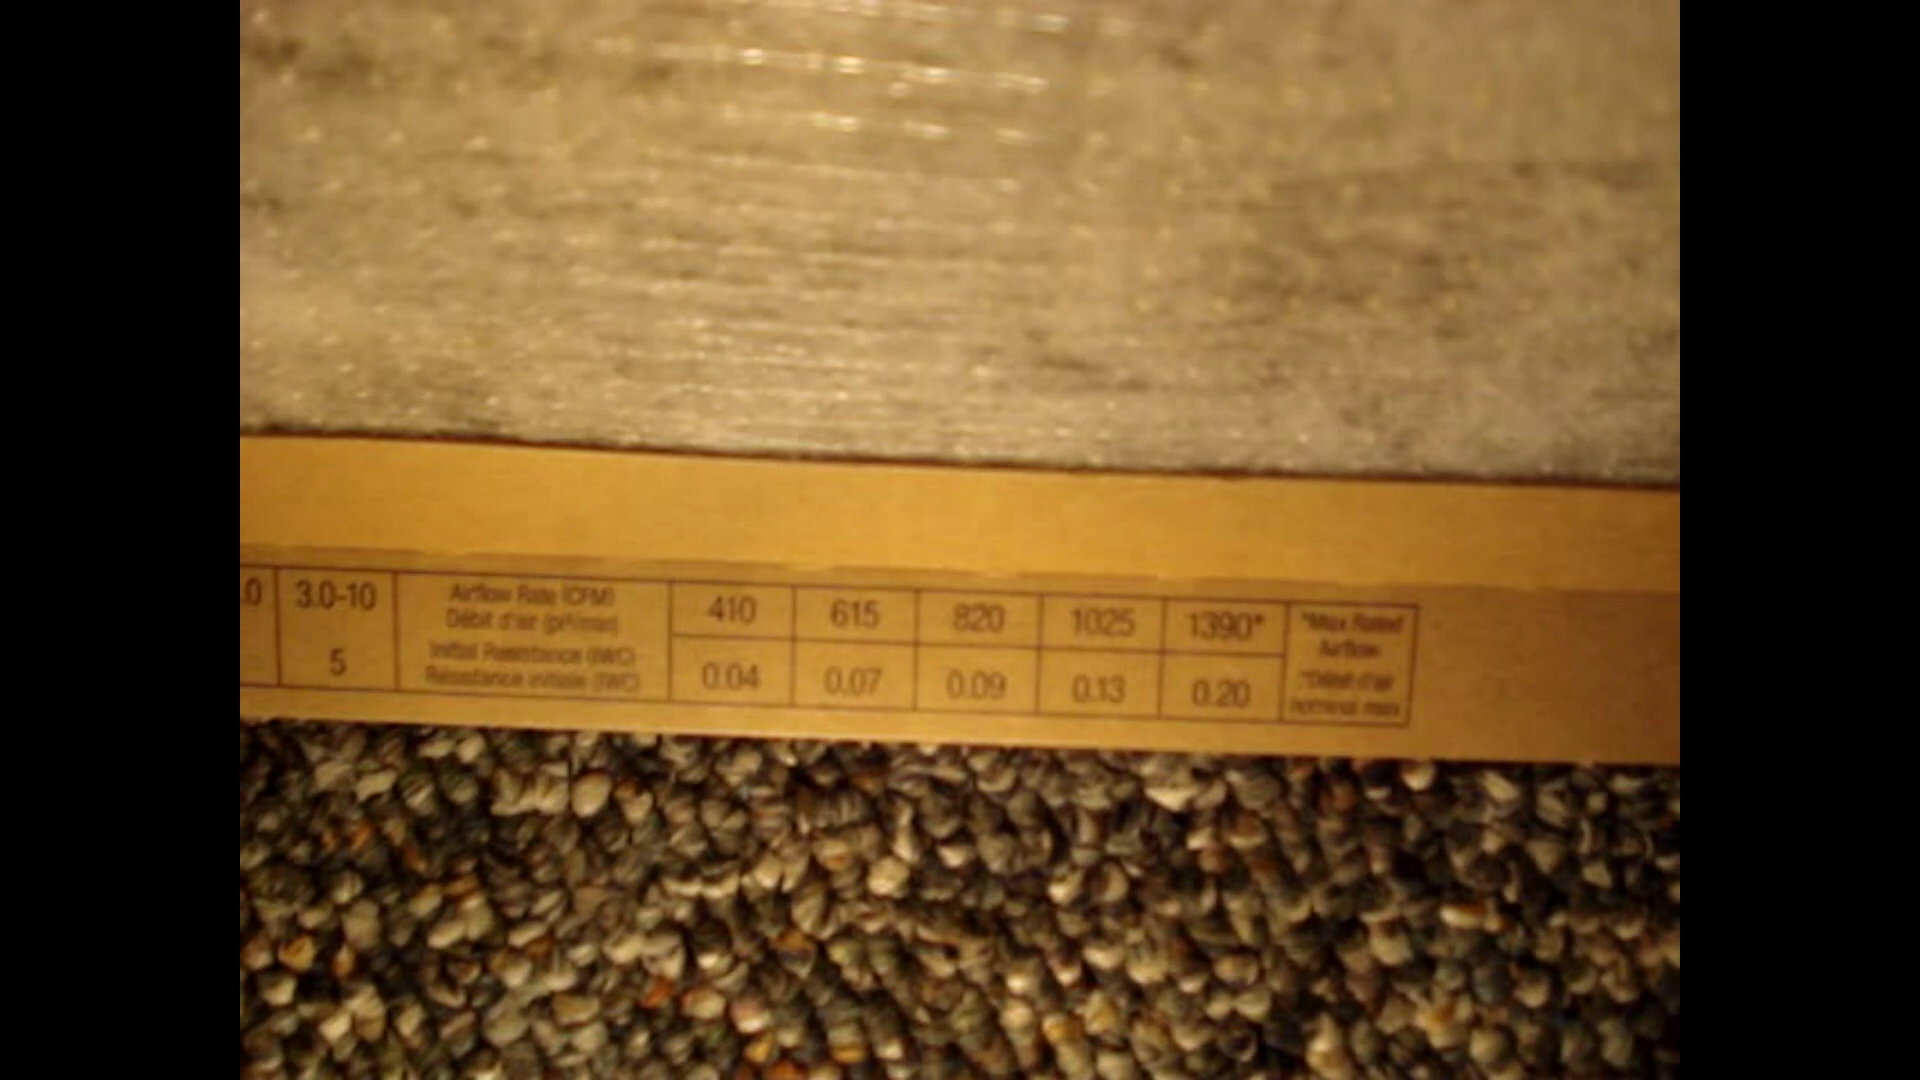 .0 3.0-10 Airflow Rate (CFM) 410 615 820 1025 1390* *Max Rated
Débit d'air (pi³/min) Airflow
Initial Resistance (IWC) 5 0.04 0.07 0.09 0.13 0.20 *Débit d'air
Résistance initiale (IWC) nominal max